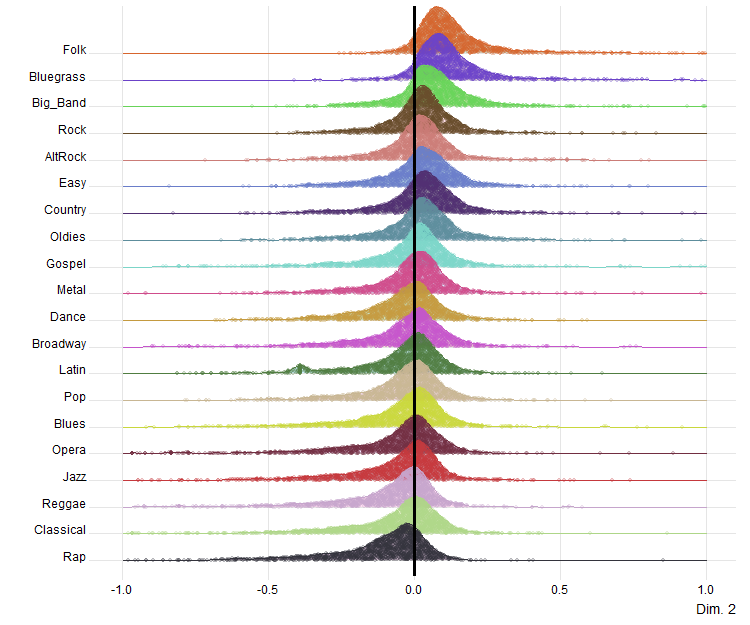 Folk
Bluegrass
Big_Band
Rock
AltRock
Easy
Country
Oldies
Gospel
Metal
Dance
Broadway
Latin
Pop
Blues
Opera
Jazz
Reggae
Classical
Rap
-1.0 -0.5 0.0 0.5 1.0
Dim. 2